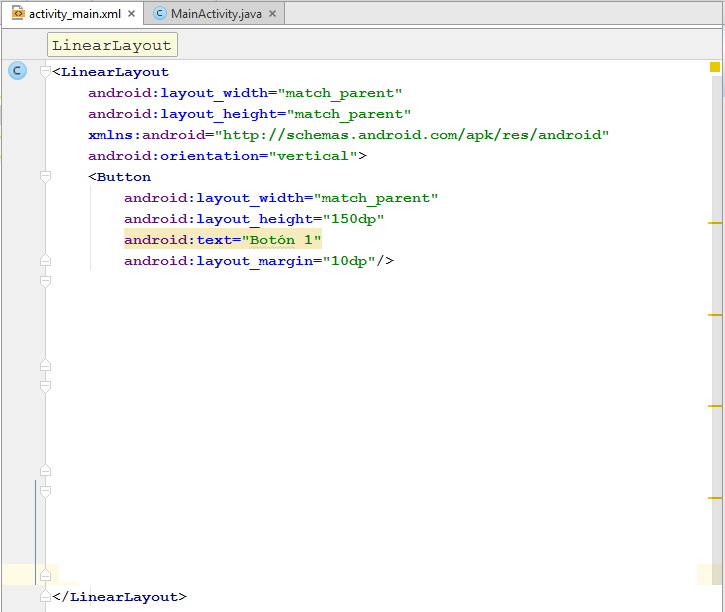 activity_main.xml × C MainActivity.java ×
LinearLayout
C <LinearLayout
android:layout_width="match_parent"
android:layout_height="match_parent"
xmlns:android="http://schemas.android.com/apk/res/android"
android:orientation="vertical">
<Button
android:layout_width="match_parent"
android:layout_height="150dp"
android:text="Botón 1"
android:layout_margin="10dp"/>
</LinearLayout>